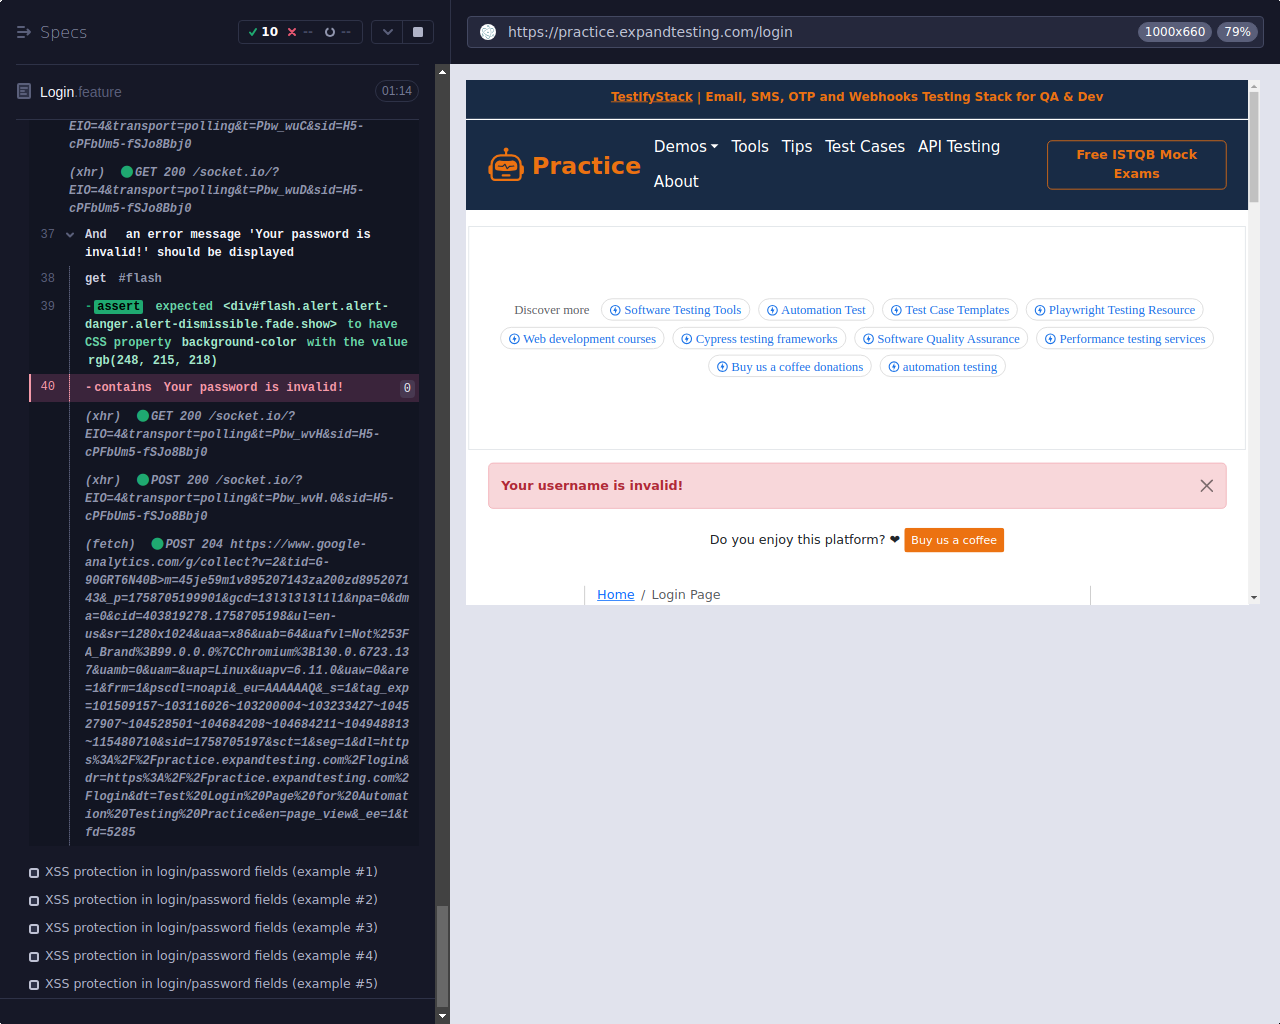 Specs
10
--
--
Login.feature
01:14
EIO=4&transport=polling&t=Pbw_wuC&sid=H5-
cPFbUm5-fSJo8Bbj0
(xhr) GET 200 /socket.io/?
EIO=4&transport=polling&t=Pbw_wuD&sid=H5-
cPFbUm5-fSJo8Bbj0
37 And an error message 'Your password is
invalid!' should be displayed
38 get #flash
39 -assert expected <div#flash.alert.alert-
danger.alert-dismissible.fade.show> to have
CSS property background-color with the value
rgb(248, 215, 218)
40 -contains Your password is invalid! 0
(xhr) GET 200 /socket.io/?
EIO=4&transport=polling&t=Pbw_wvH&sid=H5-
cPFbUm5-fSJo8Bbj0
(xhr) POST 200 /socket.io/?
EIO=4&transport=polling&t=Pbw_wvH.0&sid=H5-
cPFbUm5-fSJo8Bbj0
(fetch) POST 204 https://www.google-
analytics.com/g/collect?v=2&tid=G-
90GRT6N40B>m=45je59m1v895207143za200zd8952071
43&_p=1758705199901&gcd=13l3l3l3l1l1&npa=0&dm
a=0&cid=403819278.1758705198&ul=en-
us&sr=1280x1024&uaa=x86&uab=64&uafvl=Not%253F
A_Brand%3B99.0.0.0%7CChromium%3B130.0.6723.13
7&uamb=0&uam=&uap=Linux&uapv=6.11.0&uaw=0&are
=1&frm=1&pscdl=noapi&_eu=AAAAAAQ&_s=1&tag_exp
=101509157~103116026~103200004~103233427~1045
27907~104528501~104684208~104684211~104948813
~115480710&sid=1758705197&sct=1&seg=1&dl=http
s%3A%2F%2Fpractice.expandtesting.com%2Flogin&
dr=https%3A%2F%2Fpractice.expandtesting.com%2
Flogin&dt=Test%20Login%20Page%20for%20Automat
ion%20Testing%20Practice&en=page_view&_ee=1&t
fd=5285
XSS protection in login/password fields (example #1)
XSS protection in login/password fields (example #2)
XSS protection in login/password fields (example #3)
XSS protection in login/password fields (example #4)
XSS protection in login/password fields (example #5)
https://practice.expandtesting.com/login
1000x660
79%
TestifyStack | Email, SMS, OTP and Webhooks Testing Stack for QA & Dev
Practice
Demos Tools Tips Test Cases API Testing
About
Free ISTQB Mock
Exams
Discover more Software Testing Tools Automation Test Test Case Templates Playwright Testing Resource
Web development courses Cypress testing frameworks Software Quality Assurance Performance testing services
Buy us a coffee donations automation testing
Your username is invalid!
Do you enjoy this platform? ❤ Buy us a coffee
Home / Login Page